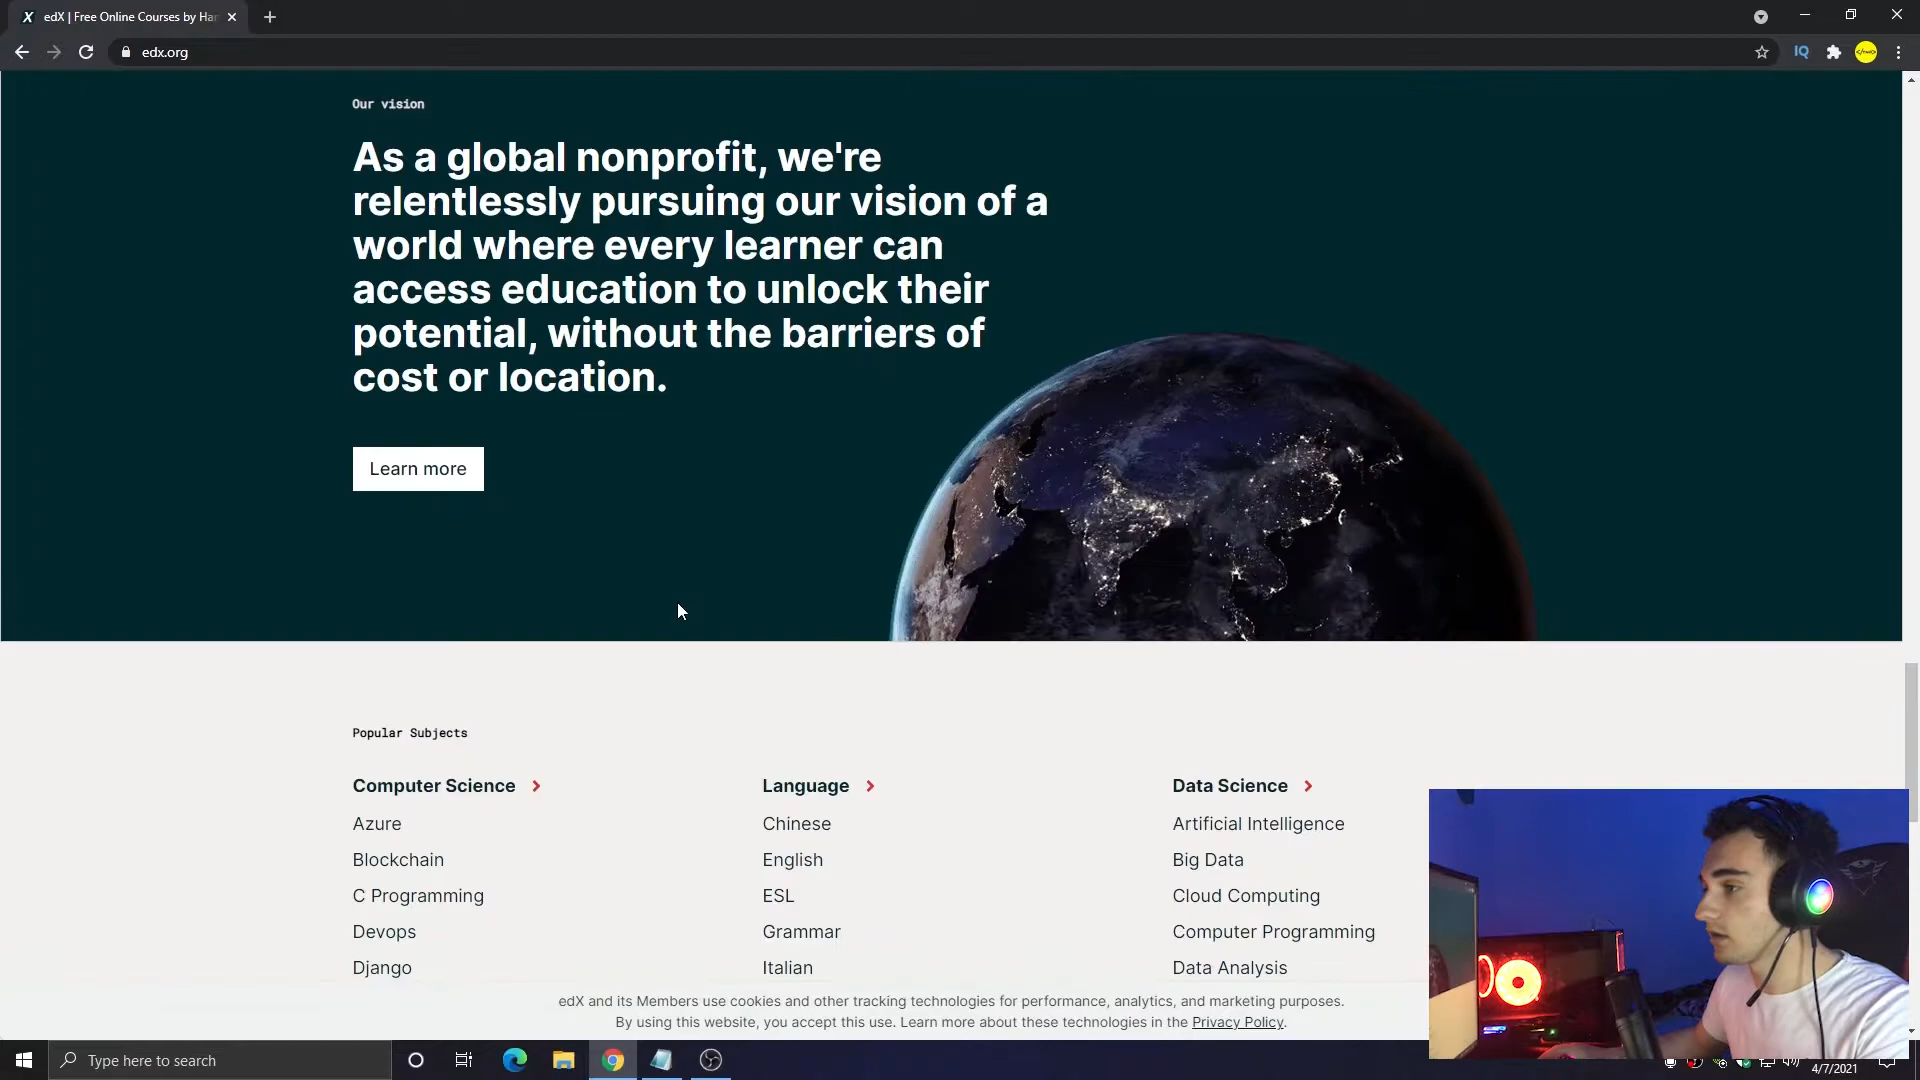 edX | Free Online Courses by Har
edx.org
IQ
Our vision
As a global nonprofit, we're
relentlessly pursuing our vision of a
world where every learner can
access education to unlock their
potential, without the barriers of
cost or location.
Learn more
Popular Subjects
Computer Science
Azure
Blockchain
C Programming
Devops
Django
Language
Chinese
English
ESL
Grammar
Italian
Data Science
Artificial Intelligence
Big Data
Cloud Computing
Computer Programming
Data Analysis
edX and its Members use cookies and other tracking technologies for performance, analytics, and marketing purposes.
By using this website, you accept this use. Learn more about these technologies in the Privacy Policy.
Type here to search
4/7/2021